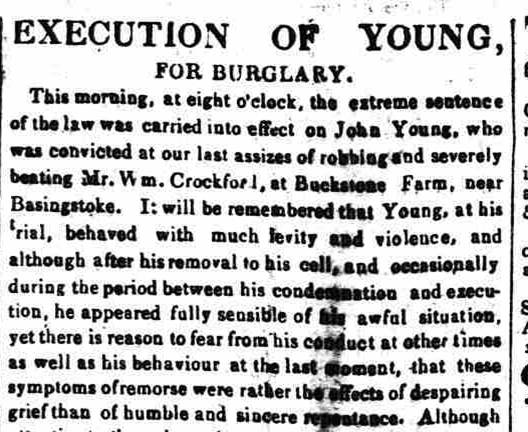 EXECUTION OF YOUNG,
FOR BURGLARY.
This morning, at eight o'clock, the extreme sentence
of the law was carried into effect on John Young, who
was convicted at our last assizes of robbing and severely
beating Mr. Wm. Crockford, at Buckstone Farm, near
Basingstoke. It will be remembered that Young, at his
trial, behaved with much levity and violence, and
although after his removal to his cell, and occasionally
during the period between his condemnation and execu-
tion, he appeared fully sensible of his awful situation,
yet there is reason to fear from his conduct at other times
as well as his behaviour at the last moment, that these
symptoms of remorse were rather the effects of despairing
grief than of humble and sincere repentance. Although